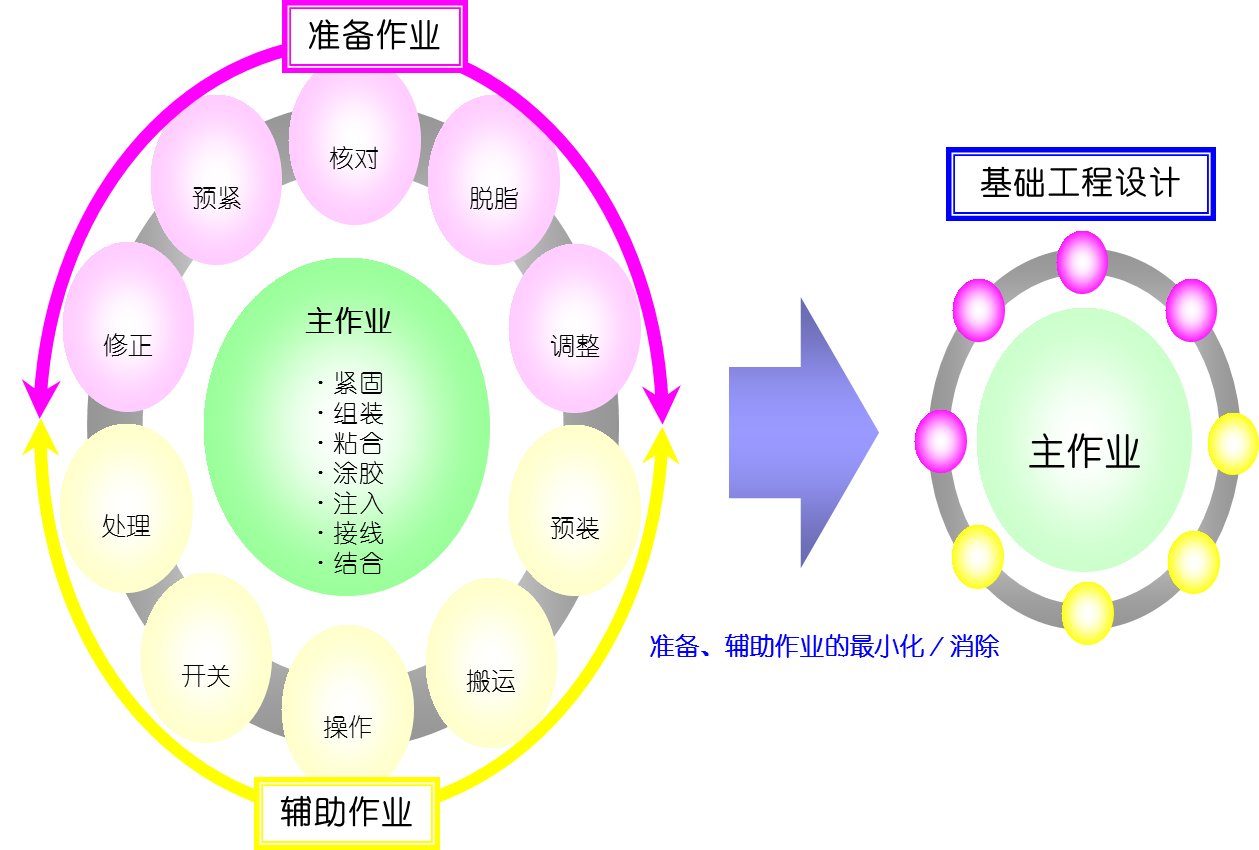 准备作业
核对
预紧
脱脂
修正
调整
主作业
·紧固
·组装
·粘合
·涂胶
·注入
·接线
·结合
处理
预装
开关
搬运
操作
辅助作业
准备、辅助作业的最小化/消除
基础工程设计
主作业